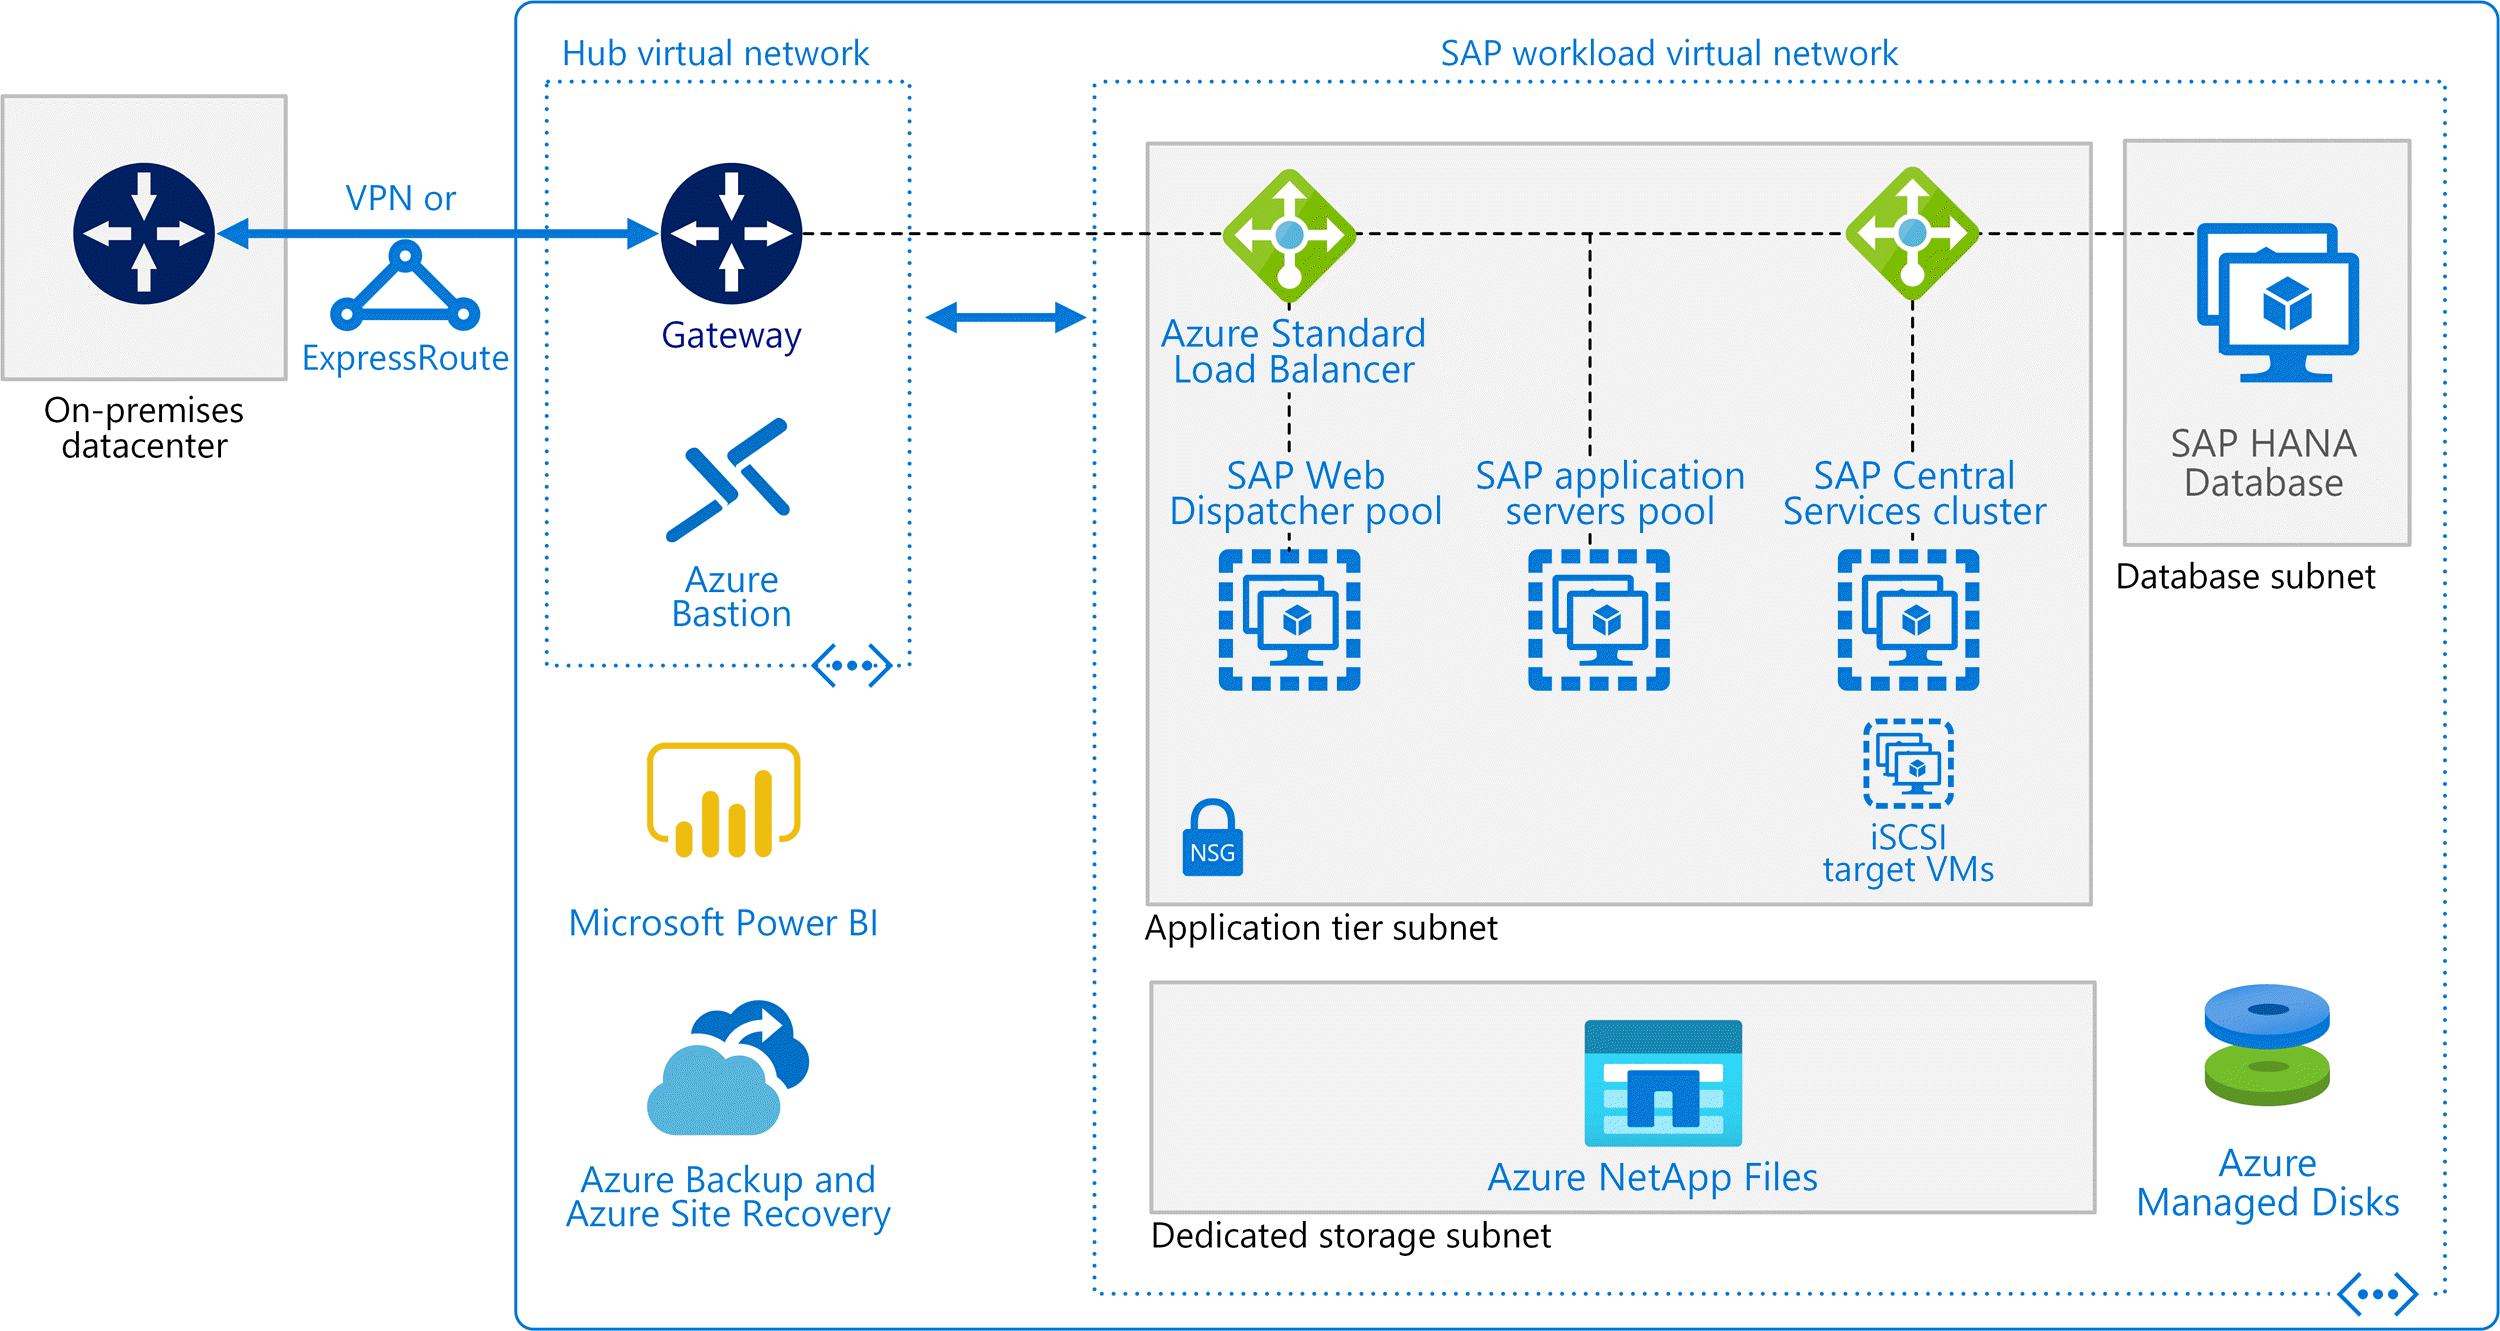 Hub virtual network
SAP workload virtual network
VPN or
ExpressRoute
On-premises
datacenter
Gateway
Azure
Bastion
Azure Standard
Load Balancer
SAP Web
Dispatcher pool
SAP application
servers pool
SAP Central
Services cluster
SAP HANA
Database
Database subnet
iSCSI
target VMs
NSG
Application tier subnet
Microsoft Power BI
Azure Backup and
Azure Site Recovery
Azure NetApp Files
Dedicated storage subnet
Azure
Managed Disks